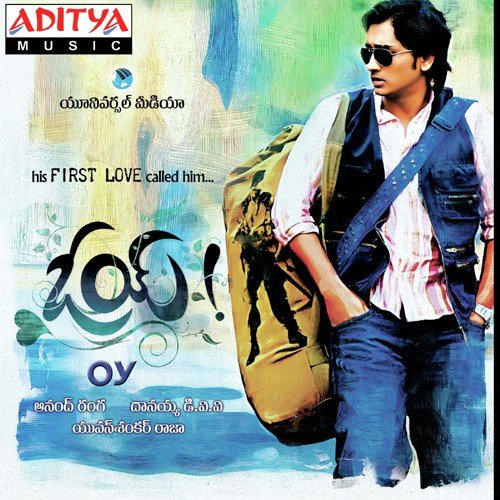 ADITYA
MUSIC
యూనివర్సల్ మీడియా
his FIRST LOVE called him...
ఓయ్!
OY
ఆనంద్ రంగ దానయ్య డి.వి.వి
యువన్‌శంకర్ రాజా